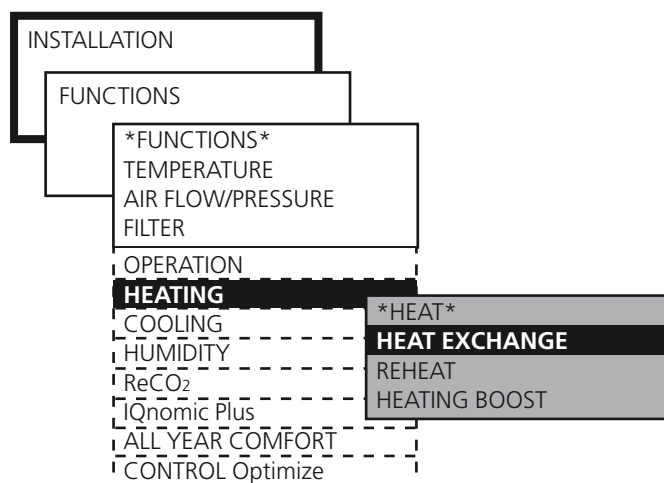 INSTALLATION
FUNCTIONS
*FUNCTIONS*
TEMPERATURE
AIR FLOW/PRESSURE
FILTER
OPERATION
HEATING
COOLING
HUMIDITY
ReCO₂
IQnomic Plus
ALL YEAR COMFORT
CONTROL Optimize
*HEAT*
HEAT EXCHANGE
REHEAT
HEATING BOOST